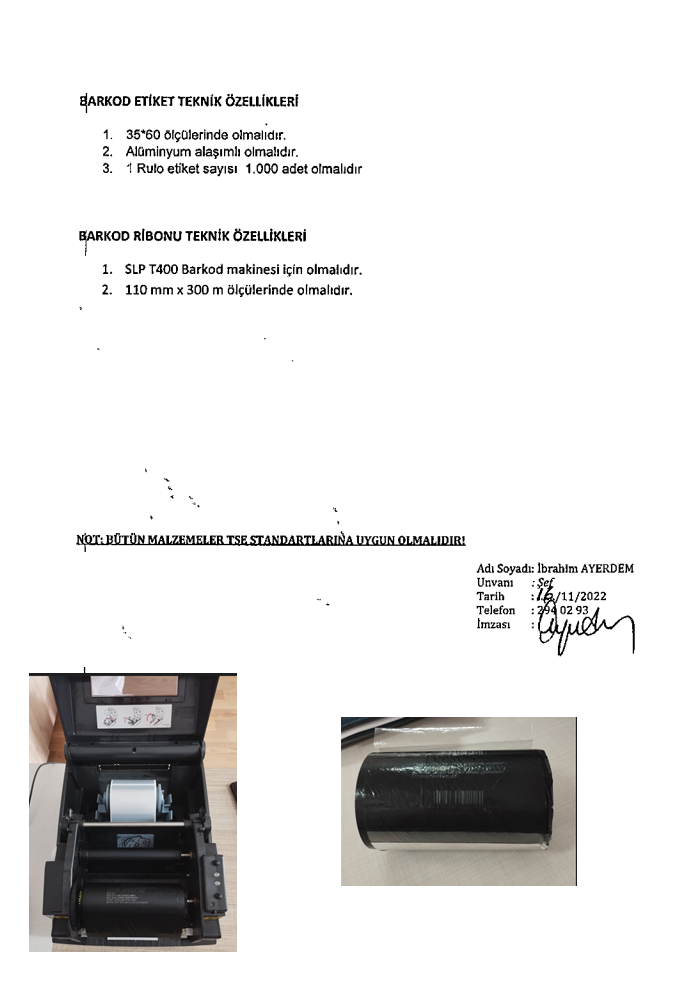 BARKOD ETİKET TEKNİK ÖZELLİKLERİ
1. 35*60 ölçülerinde olmalıdır.
2. Alüminyum alaşımlı olmalıdır.
3. 1 Rulo etiket sayısı 1.000 adet olmalıdır
BARKOD RİBONU TEKNİK ÖZELLİKLERİ
1. SLP T400 Barkod makinesi için olmalıdır.
2. 110 mm x 300 m ölçülerinde olmalıdır.
NOT: BÜTÜN MALZEMELER TSE STANDARTLARINA UYGUN OLMALIDIR!
Adı Soyadı: İbrahim AYERDEM
Unvanı : Şef
Tarih : 16/11/2022
Telefon : 294 02 93
İmzası :